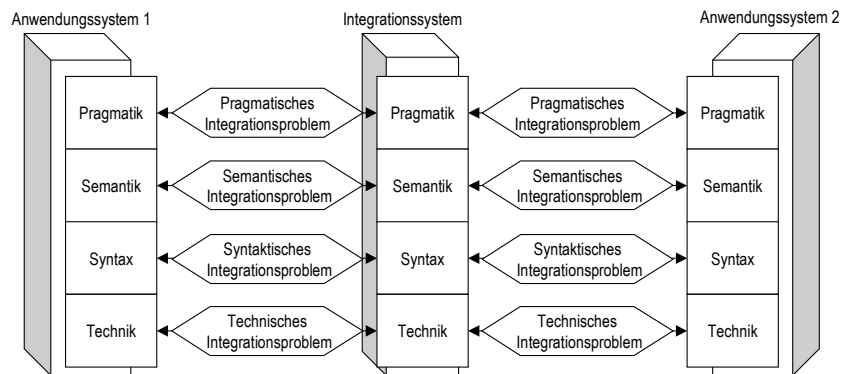 Anwendungssystem 1
Integrationssystem
Anwendungssystem 2
Pragmatik
Pragmatisches
Integrationsproblem
Pragmatik
Pragmatisches
Integrationsproblem
Pragmatik
Semantik
Semantisches
Integrationsproblem
Semantik
Semantisches
Integrationsproblem
Semantik
Syntax
Syntaktisches
Integrationsproblem
Syntax
Syntaktisches
Integrationsproblem
Syntax
Technik
Technisches
Integrationsproblem
Technik
Technisches
Integrationsproblem
Technik